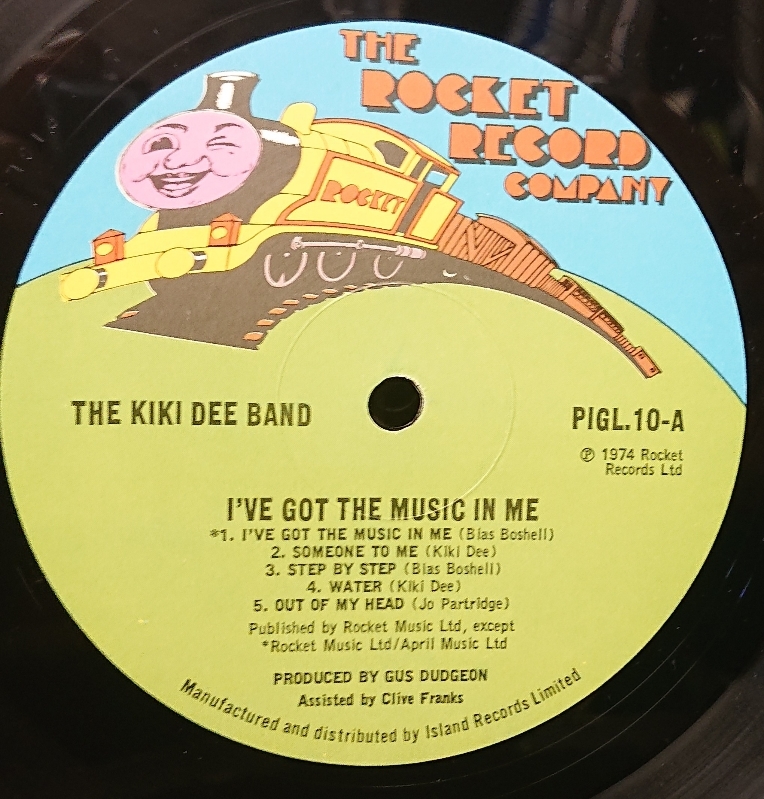 THE
ROCKET
RECORD
COMPANY
ROCKET
THE KIKI DEE BAND
PIGL.10-A
℗ 1974 Rocket
Records Ltd
I'VE GOT THE MUSIC IN ME
*1. I'VE GOT THE MUSIC IN ME (Bias Boshell)
2. SOMEONE TO ME (Kiki Dee)
3. STEP BY STEP (Bias Boshell)
4. WATER (Kiki Dee)
5. OUT OF MY HEAD (Jo Partridge)
Published by Rocket Music Ltd, except
*Rocket Music Ltd/April Music Ltd
PRODUCED BY GUS DUDGEON
Assisted by Clive Franks
Manufactured and distributed by Island Records Limited